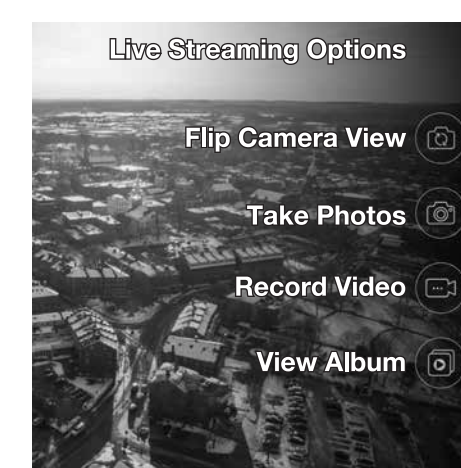 Live Streaming Options
Flip Camera View
Take Photos
Record Video
View Album